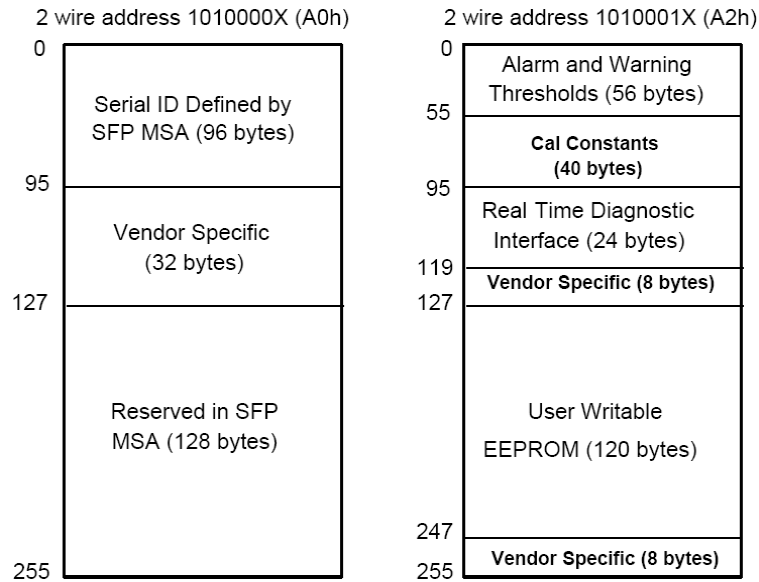 2 wire address 1010000X (A0h)
0
Serial ID Defined by
SFP MSA (96 bytes)
95
Vendor Specific
(32 bytes)
127
Reserved in SFP
MSA (128 bytes)
255
2 wire address 1010001X (A2h)
0
Alarm and Warning
Thresholds (56 bytes)
55
Cal Constants
(40 bytes)
95
Real Time Diagnostic
Interface (24 bytes)
119
Vendor Specific (8 bytes)
127
User Writable
EEPROM (120 bytes)
247
Vendor Specific (8 bytes)
255